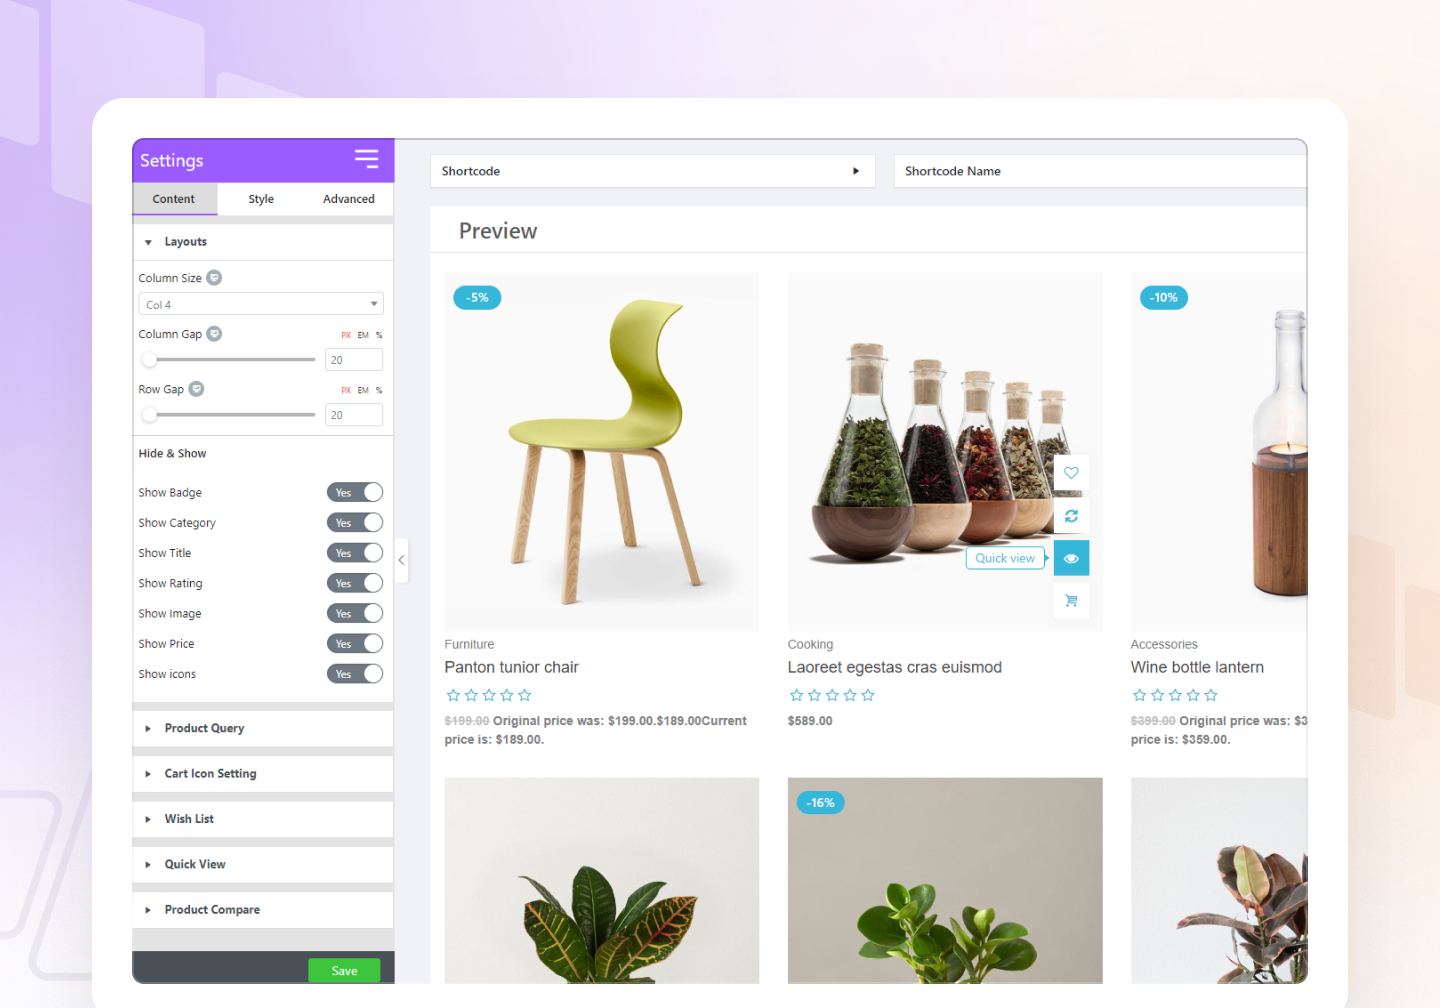 Settings
Content Style Advanced
Layouts
Column Size
Col 4
Column Gap PX EM %
20
Row Gap PX EM %
20
Hide & Show
Show Badge Yes
Show Category Yes
Show Title Yes
Show Rating Yes
Show Image Yes
Show Price Yes
Show icons Yes
Product Query
Cart Icon Setting
Wish List
Quick View
Product Compare
Save
Shortcode
Shortcode Name
Preview
-5%
Furniture
Panton tunior chair
$199.00 Original price was: $199.00.$189.00Current
price is: $189.00.
Quick view
Cooking
Laoreet egestas cras euismod
$589.00
-10%
Accessories
Wine bottle lantern
$399.00 Original price was: $3
price is: $359.00.
-16%